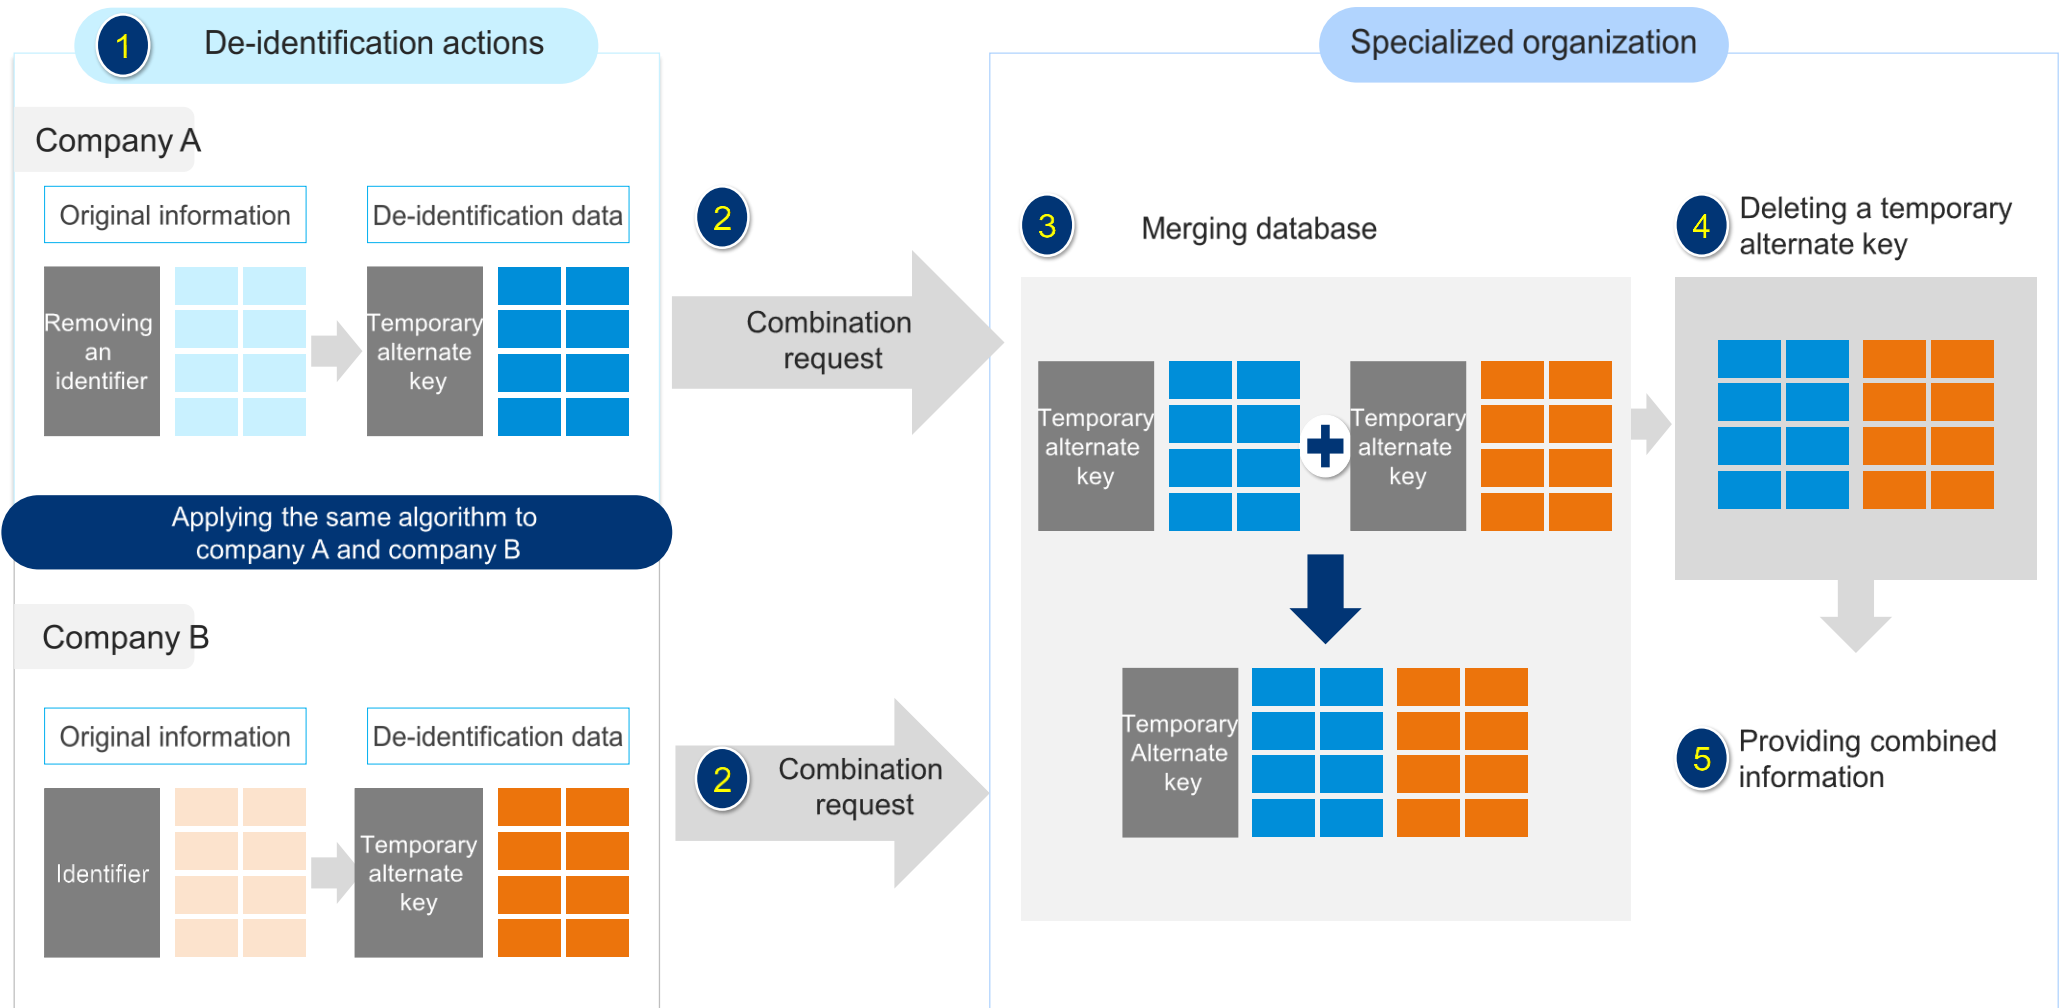 1
De-identification actions
Specialized organization
Company A
Original information
De-identification data
Removing
an
identifier
Temporary
alternate
key
Applying the same algorithm to
company A and company B
Company B
Original information
De-identification data
Identifier
Temporary
alternate
key
2
Combination
request
2
Combination
request
3
Merging database
Temporary
alternate
key
Temporary
alternate
key
Temporary
Alternate
key
4
Deleting a temporary
alternate key
5
Providing combined
information